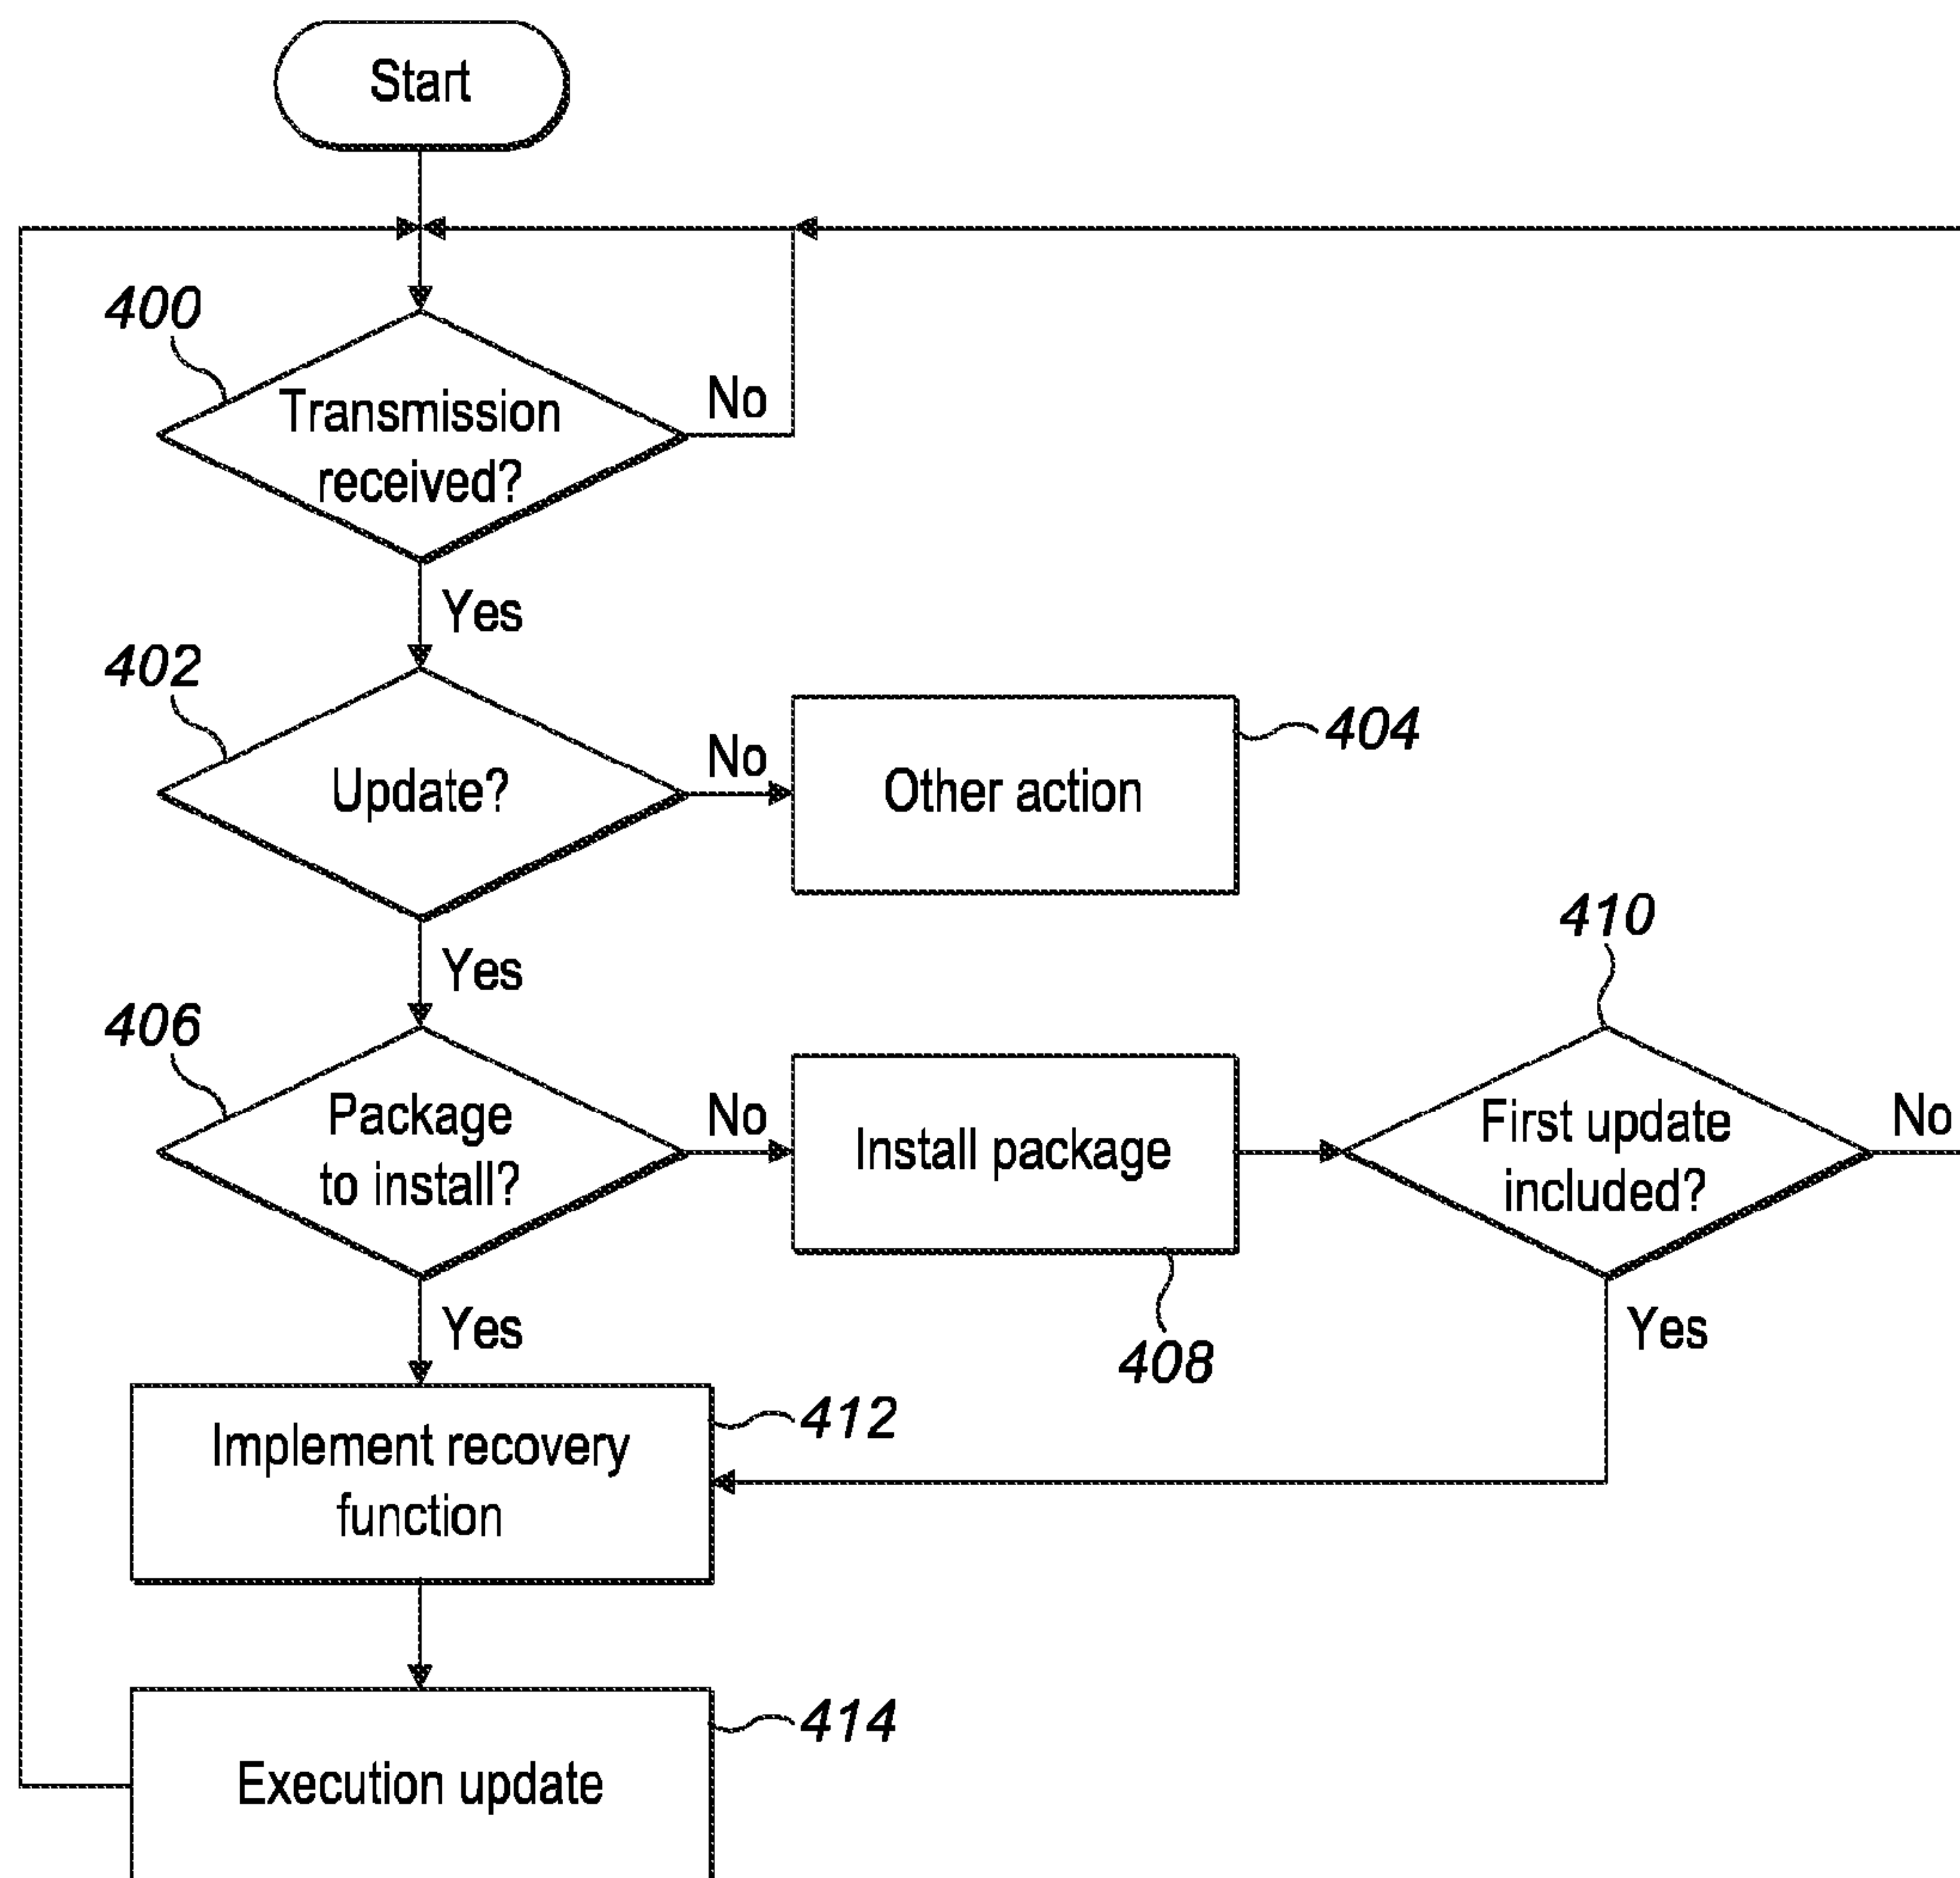 Start
400
Transmission
received?
No
Yes
402
Update?
No
Other action
404
Yes
406
Package
to install?
No
Install package
408
410
First update
included?
No
Yes
Yes
Implement recovery
function
412
Execution update
414